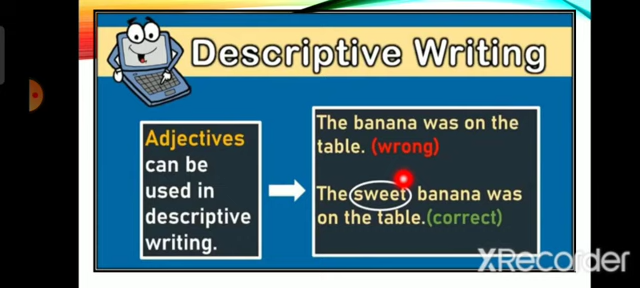 Descriptive Writing
Adjectives
can be
used in
descriptive
writing.
The banana was on the
table. (wrong)
The sweet banana was
on the table.(correct)
XRecorder